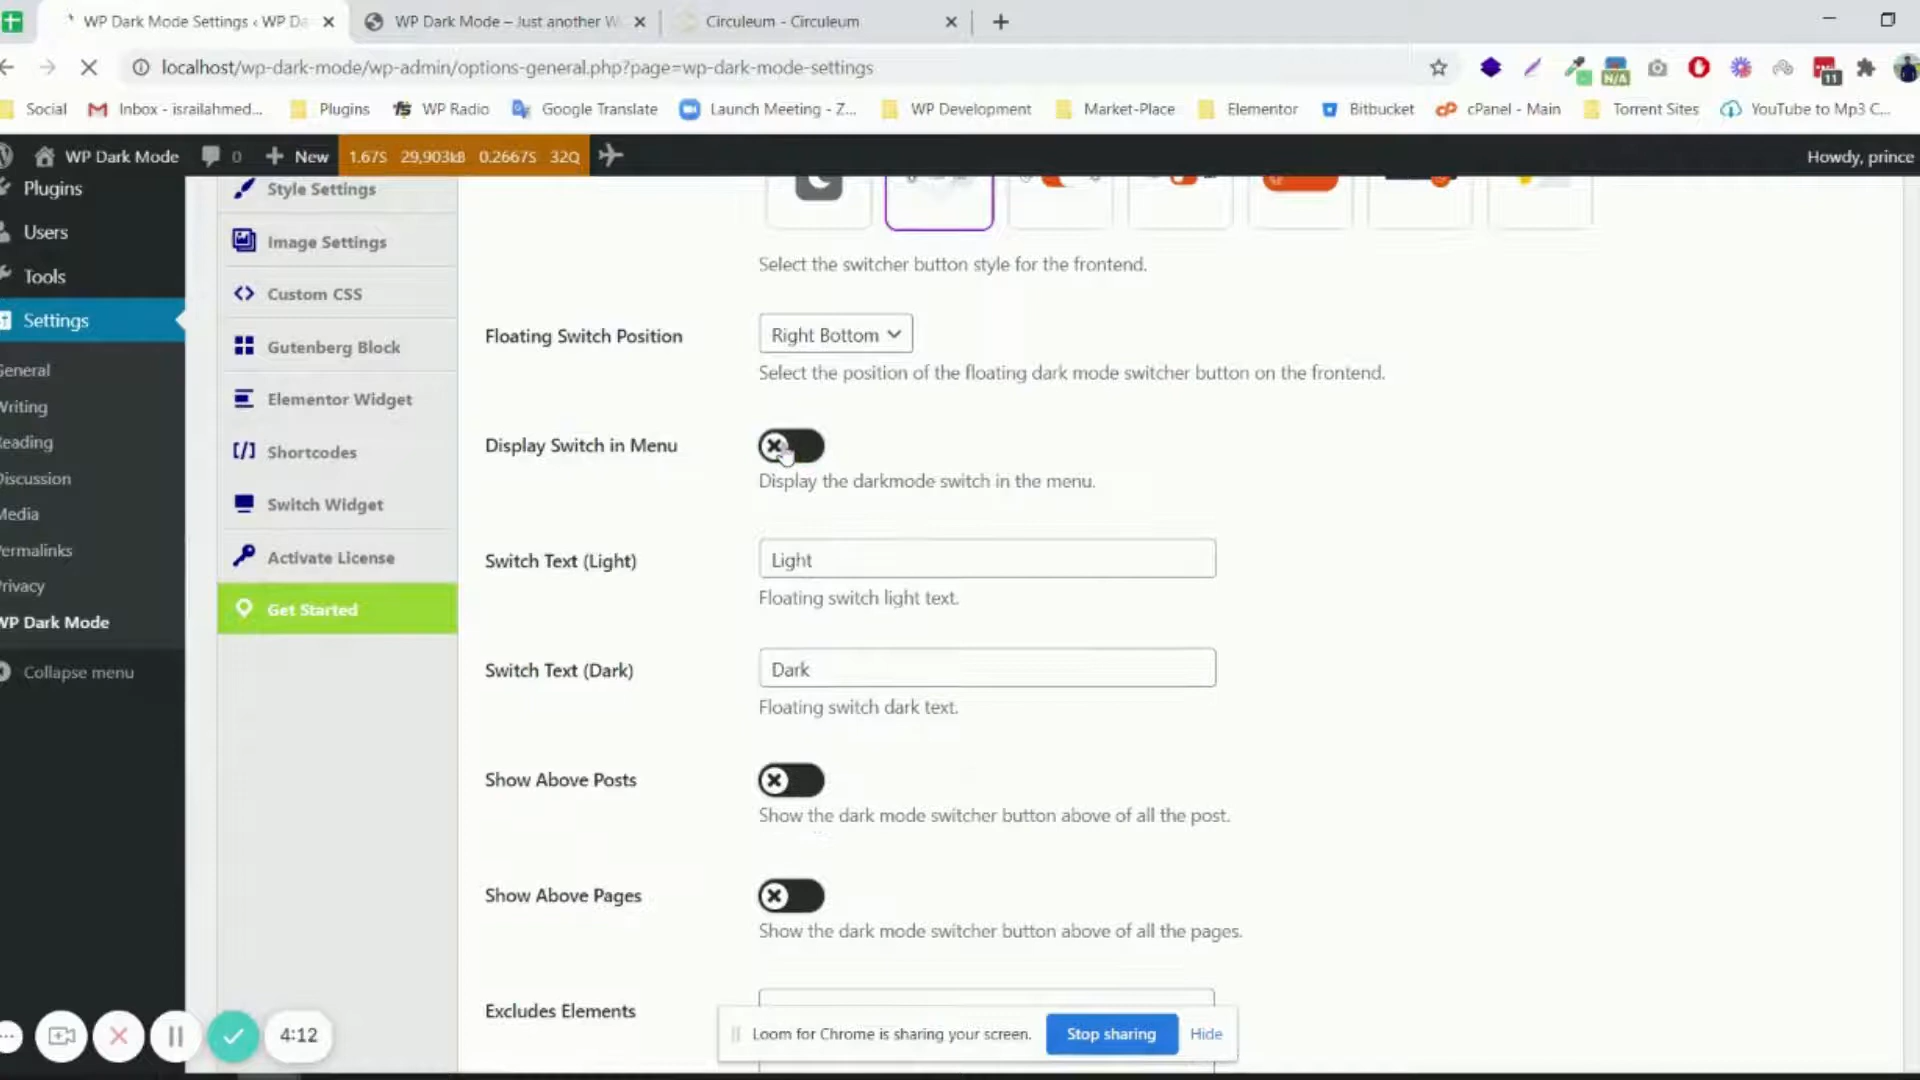 WP Dark Mode Settings ‹ WP Da
WP Dark Mode – Just another W
Circuleum - Circuleum
localhost/wp-dark-mode/wp-admin/options-general.php?page=wp-dark-mode-settings
N/A
11
Social
Inbox - israilahmed...
Plugins
WP Radio
Google Translate
Launch Meeting - Z...
WP Development
Market-Place
Elementor
Bitbucket
cPanel - Main
Torrent Sites
YouTube to Mp3 C...
WP Dark Mode
0
New
1.67S 29,903kB 0.2667S 32Q
Howdy, prince
Plugins
Users
Tools
Settings
General
Writing
Reading
Discussion
Media
Permalinks
Privacy
WP Dark Mode
Collapse menu
Style Settings
Image Settings
Custom CSS
Gutenberg Block
Elementor Widget
Shortcodes
Switch Widget
Activate License
Get Started
Select the switcher button style for the frontend.
Floating Switch Position
Right Bottom
Select the position of the floating dark mode switcher button on the frontend.
Display Switch in Menu
Display the darkmode switch in the menu.
Switch Text (Light)
Light
Floating switch light text.
Switch Text (Dark)
Dark
Floating switch dark text.
Show Above Posts
Show the dark mode switcher button above of all the post.
Show Above Pages
Show the dark mode switcher button above of all the pages.
Excludes Elements
Loom for Chrome is sharing your screen.
Stop sharing
Hide
4:12